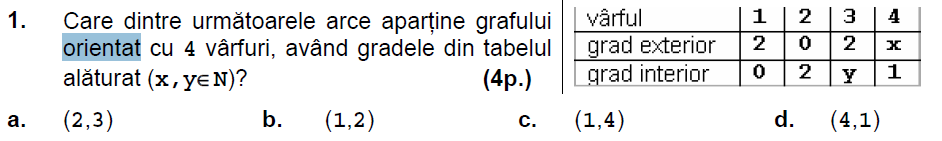 1. Care dintre următoarele arce aparține grafului
orientat cu 4 vârfuri, având gradele din tabelul
alăturat (x,y∈N)? (4p.)
vârful 1 2 3 4
grad exterior 2 0 2 x
grad interior 0 2 y 1
a. (2,3) b. (1,2) c. (1,4) d. (4,1)